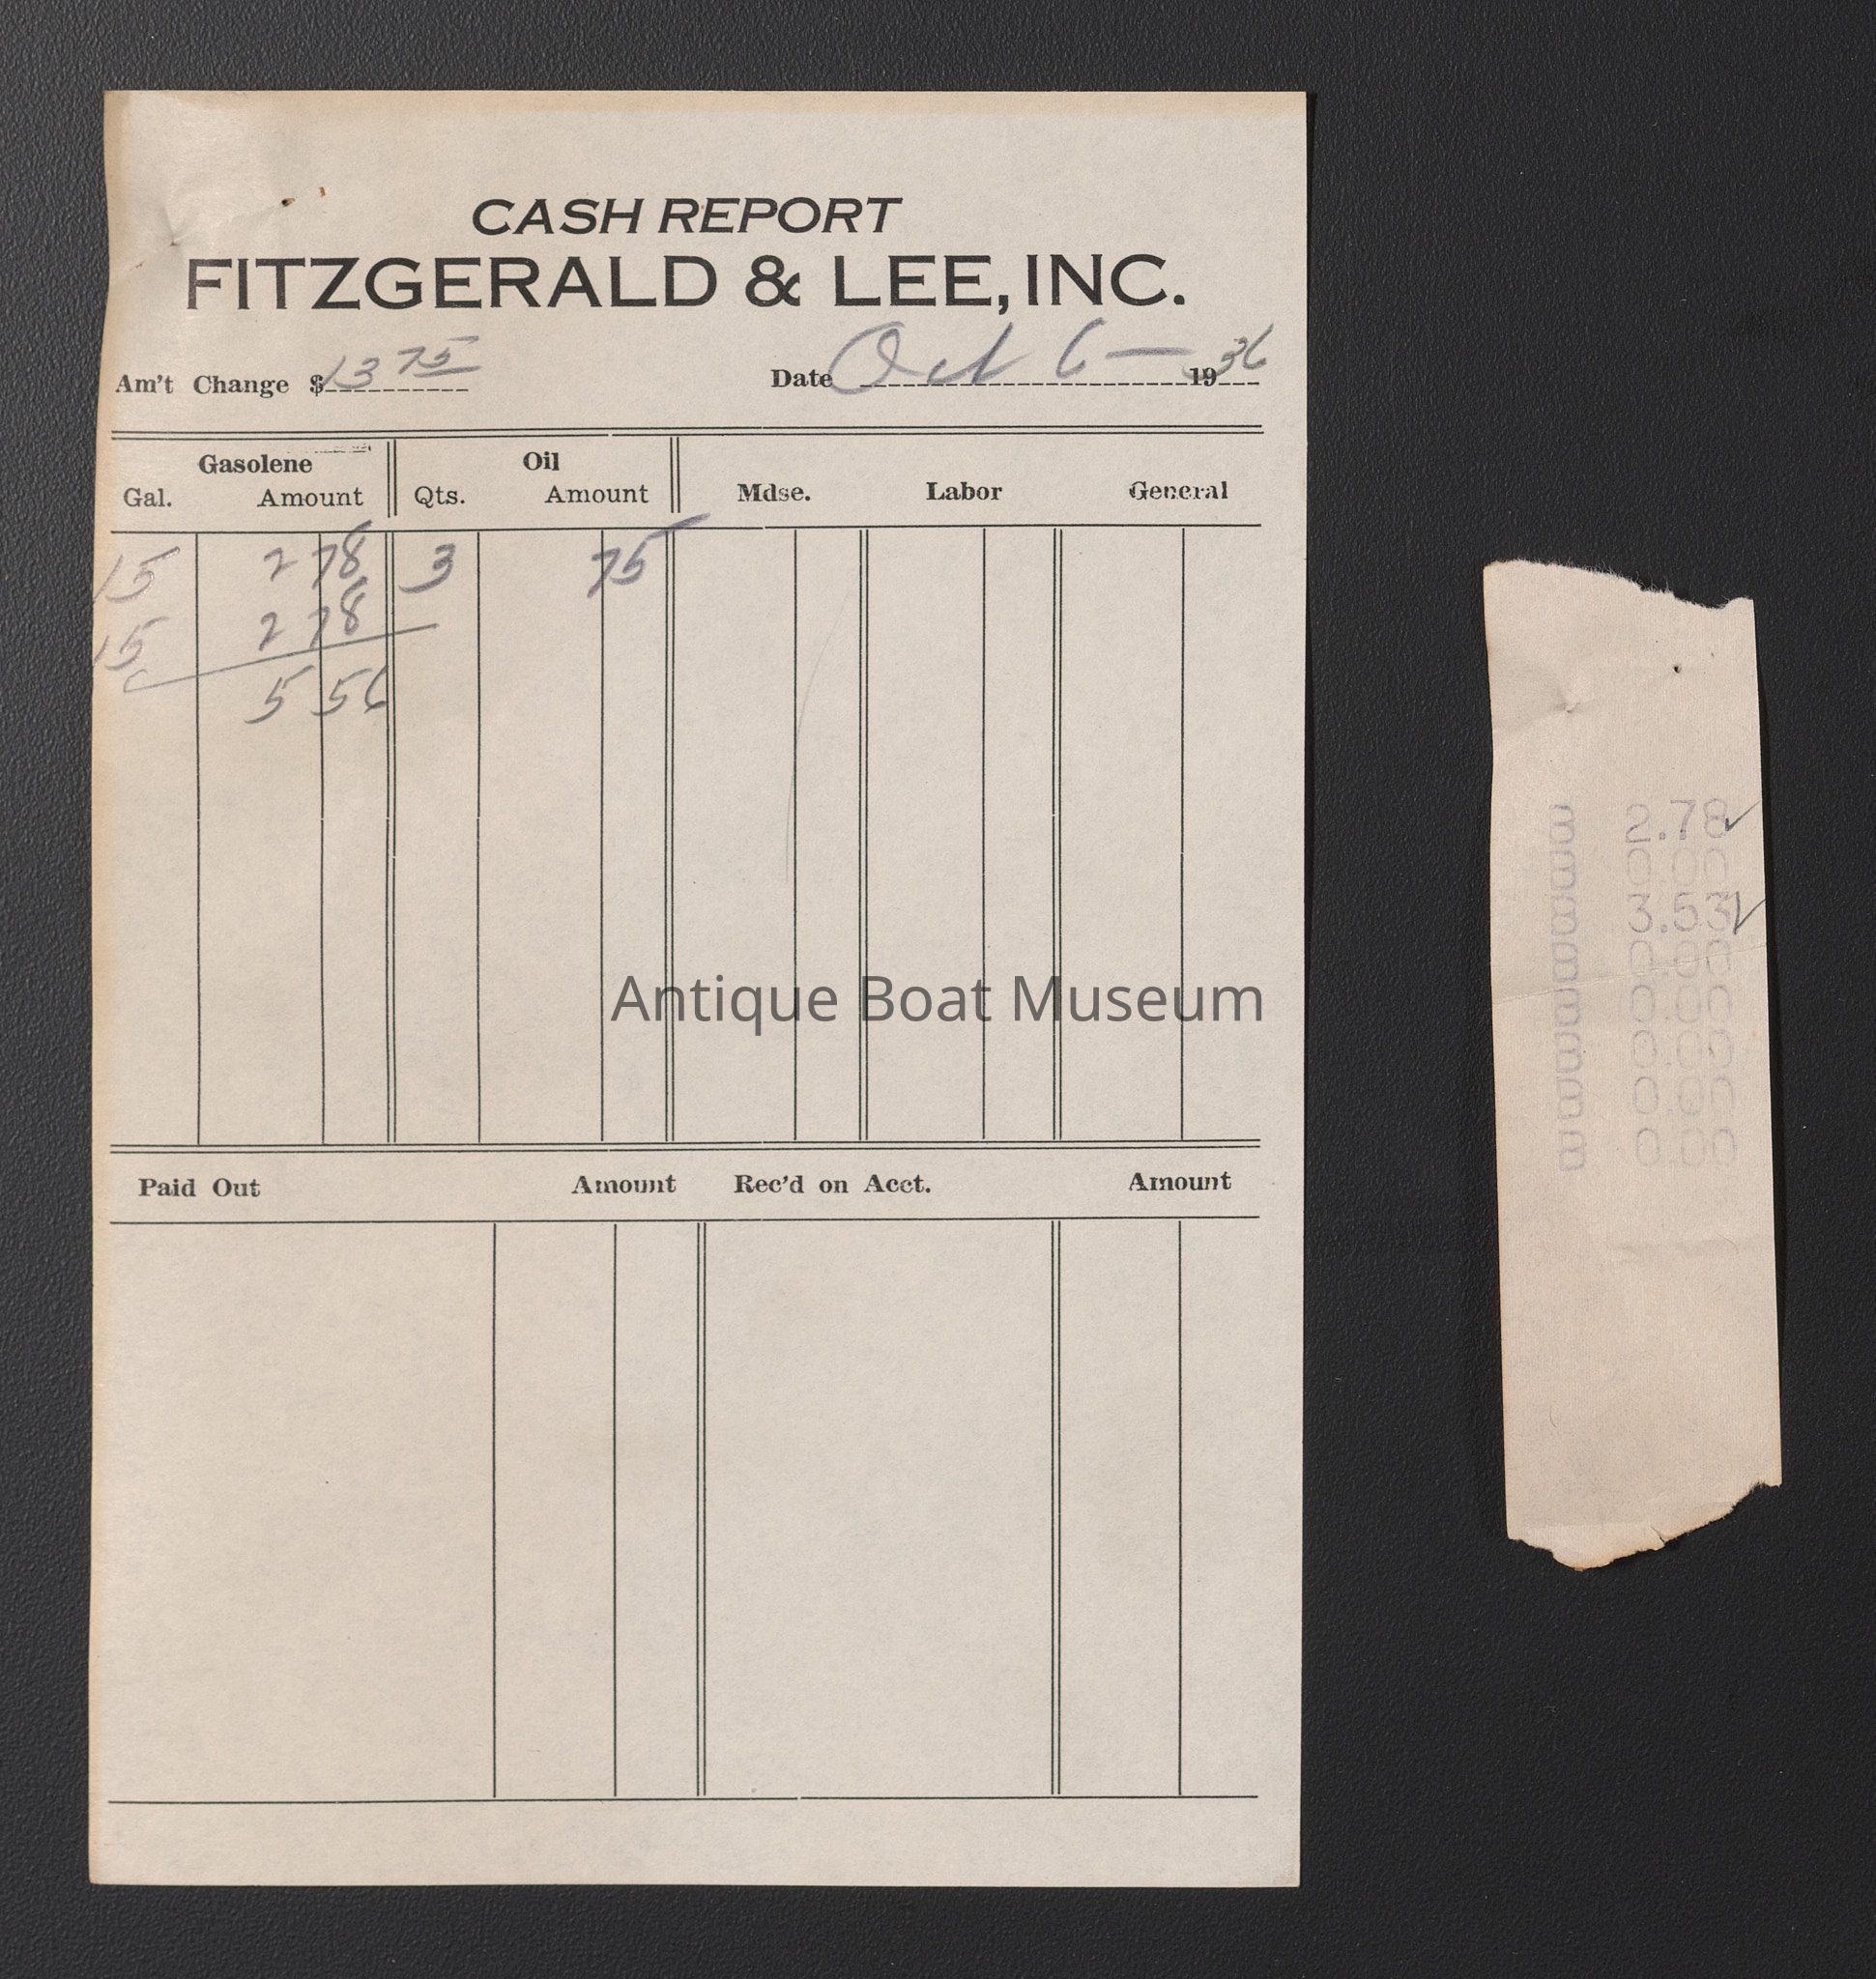 CASH REPORT
FITZGERALD & LEE, INC.
Am't Change $ 13 75 Date Oct 6 — 1936
Gasolene Oil
Gal. Amount Qts. Amount Mdse. Labor General
15 2 78 3 75
15 2 78
5 56
Antique Boat Museum
Paid Out Amount Rec'd on Acct. Amount
2.78 ✓
0.00
3.53 ✓
0.00
0.00
0.00
0.00
0.00